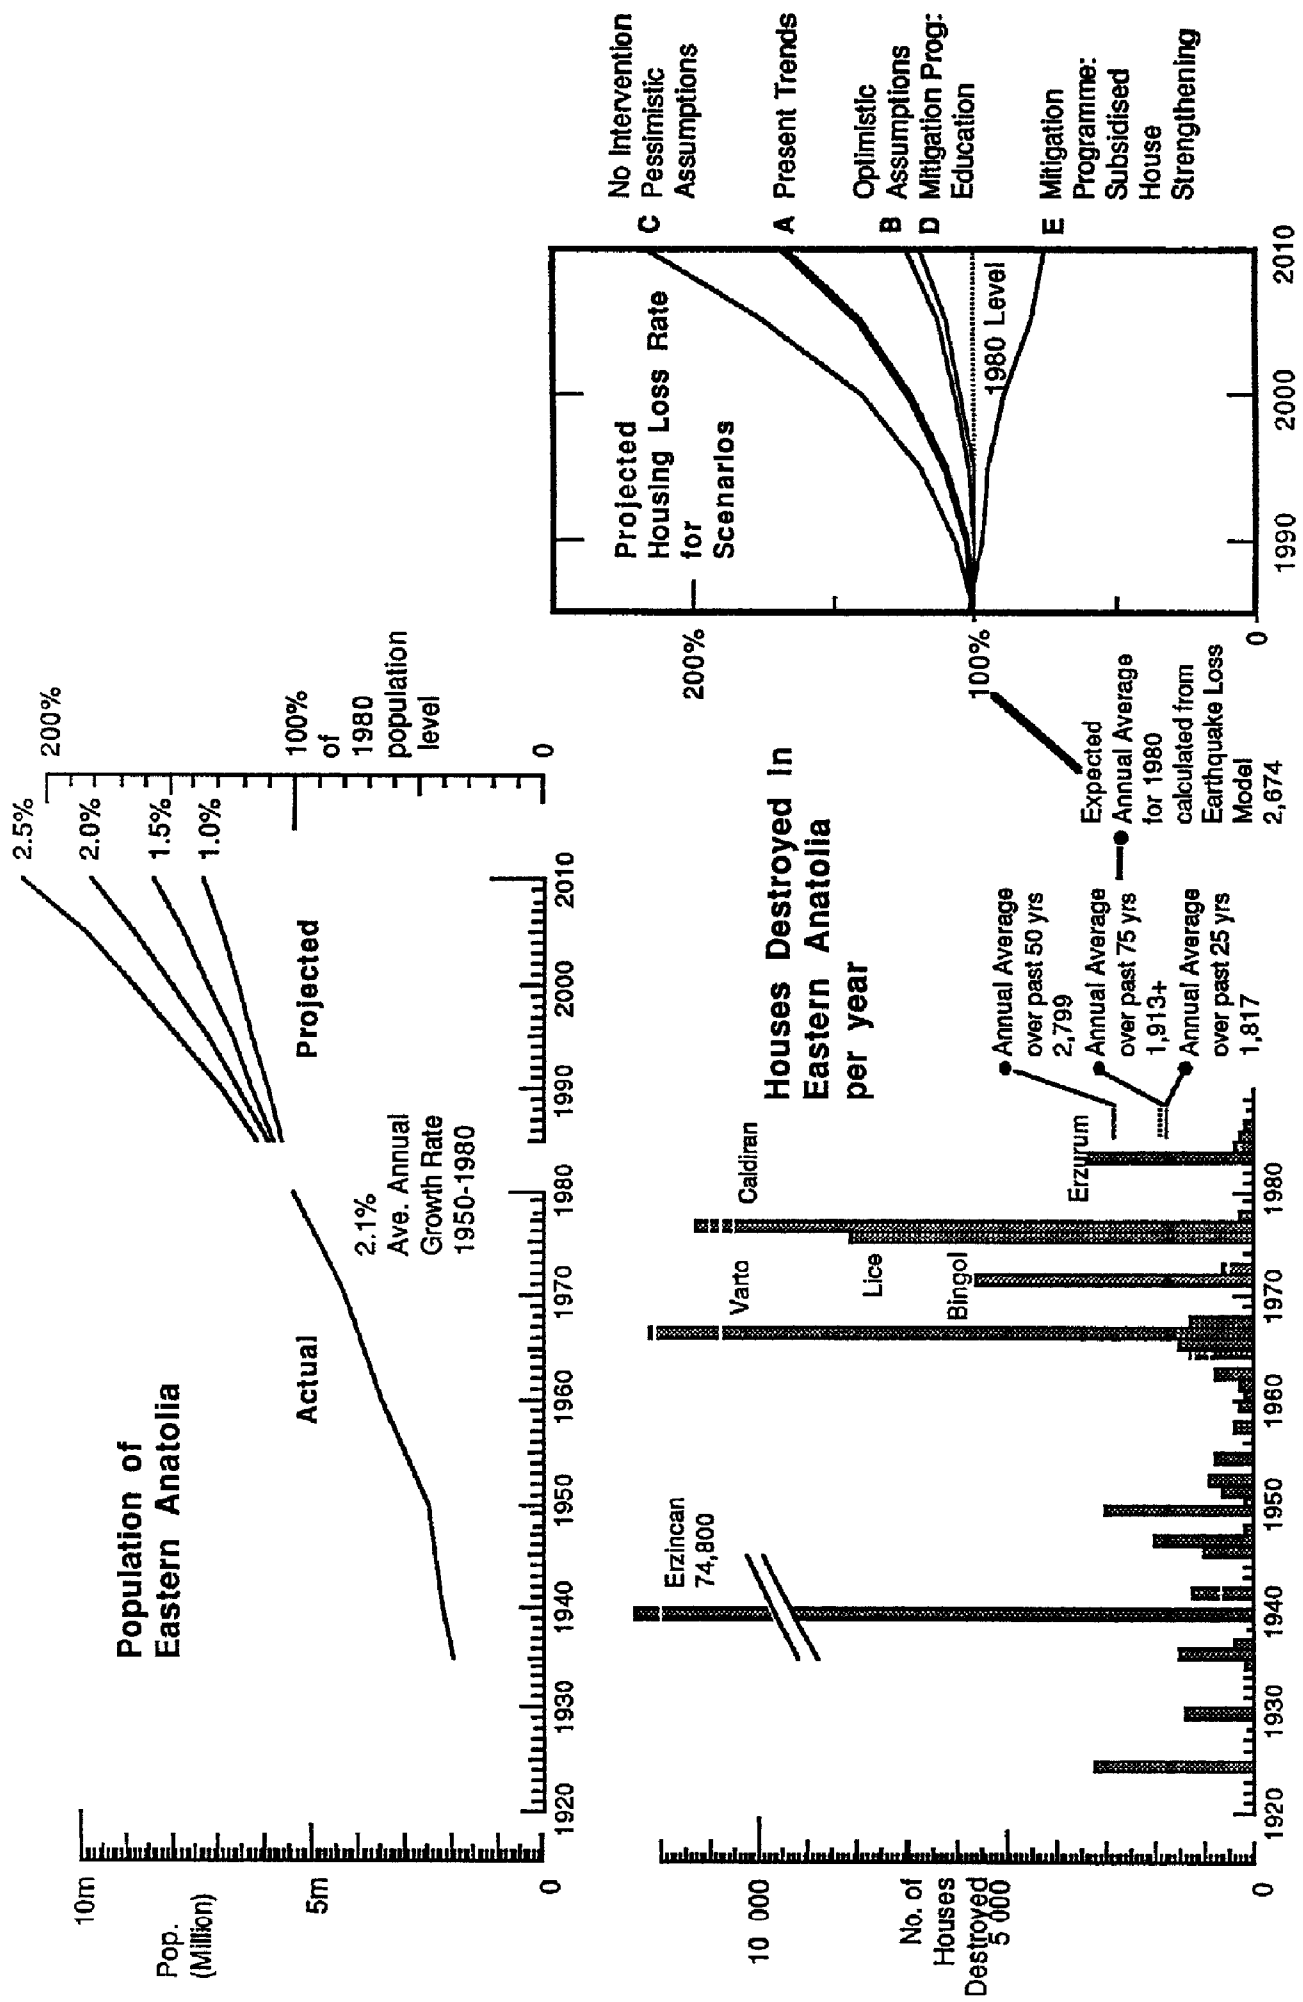 Population of
Eastern Anatolia
Pop.
(Million)
10m
5m
0
Actual
Projected
2.1%
Ave. Annual
Growth Rate
1950-1980
2.5%
2.0%
1.5%
1.0%
200%
100%
of
1980
population
level
0
1920
1930
1940
1950
1960
1970
1980
1990
2000
2010
Houses Destroyed in
Eastern Anatolia
per year
No. of
Houses
Destroyed
10 000
5 000
0
Erzincan
74,800
Varto
Caldiran
Lice
Bingol
Erzurum
Annual Average
over past 50 yrs
2,799
Annual Average
over past 75 yrs
1,913+
Annual Average
over past 25 yrs
1,817
Expected
Annual Average
for 1980
calculated from
Earthquake Loss
Model
2,674
1920
1930
1940
1950
1960
1970
1980
Projected
Housing Loss Rate
for
Scenarios
200%
100%
0
1980 Level
1990
2000
2010
No Intervention
C Pessimistic
Assumptions
A Present Trends
Optimistic
B Assumptions
D Mitigation Prog:
Education
E Mitigation
Programme:
Subsidised
House
Strengthening